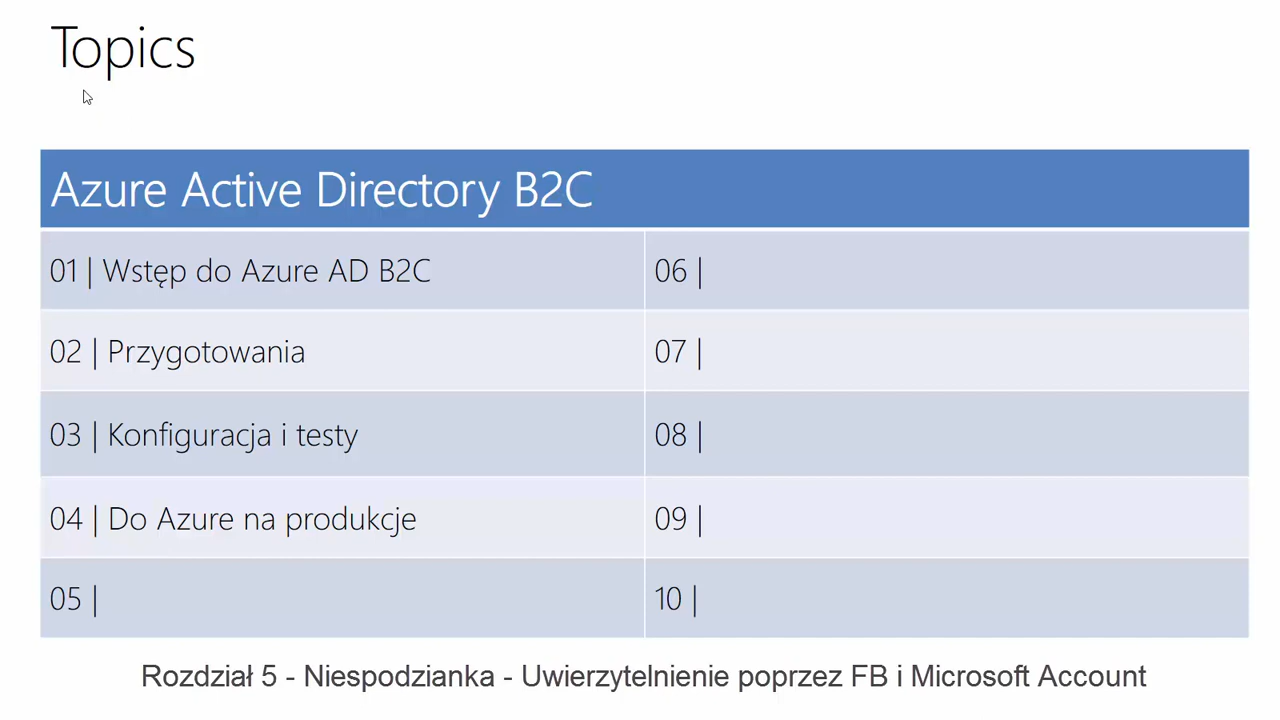 Topics
Azure Active Directory B2C
01 | Wstęp do Azure AD B2C
06 |
02 | Przygotowania
07 |
03 | Konfiguracja i testy
08 |
04 | Do Azure na produkcje
09 |
05 |
10 |
Rozdział 5 - Niespodzianka - Uwierzytelnienie poprzez FB i Microsoft Account